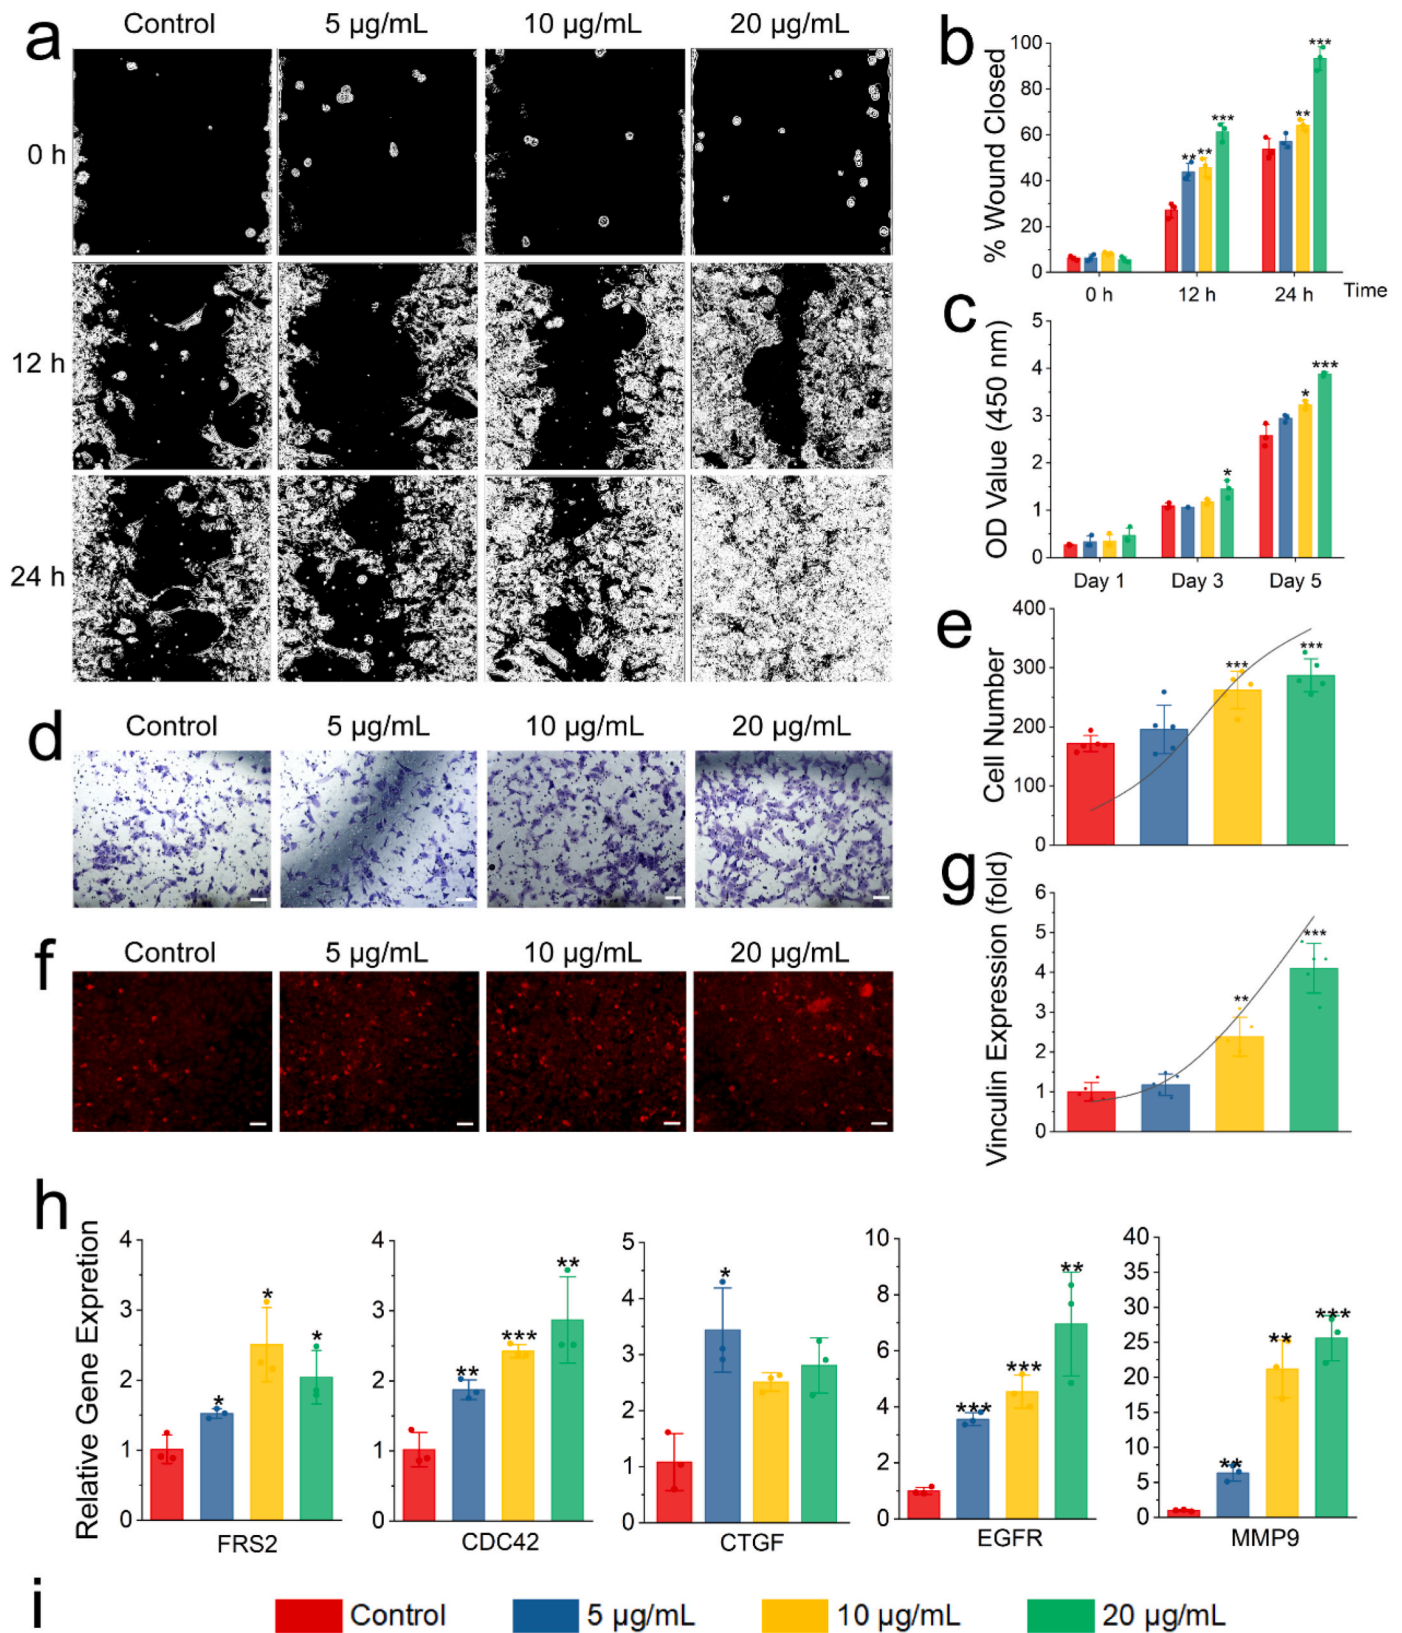 a
Control 5 µg/mL 10 µg/mL 20 µg/mL
0 h
12 h
24 h
b
% Wound Closed
100
80
60
40
20
0
*** ** ** *** **
0 h 12 h 24 h Time
c
OD Value (450 nm)
5
4
3
2
1
0
* * ***
Day 1 Day 3 Day 5
d
Control 5 µg/mL 10 µg/mL 20 µg/mL
e
Cell Number
400
300
200
100
0
*** ***
f
Control 5 µg/mL 10 µg/mL 20 µg/mL
g
Vinculin Expression (fold)
6
5
4
3
2
1
0
** ***
h
Relative Gene Expretion
4
3
2
1
0
* * *
FRS2
4
3
2
1
0
** *** **
CDC42
5
4
3
2
1
0
*
CTGF
10
8
6
4
2
0
*** *** **
EGFR
40
35
30
25
20
15
10
5
0
** ** ***
MMP9
i
Control 5 µg/mL 10 µg/mL 20 µg/mL